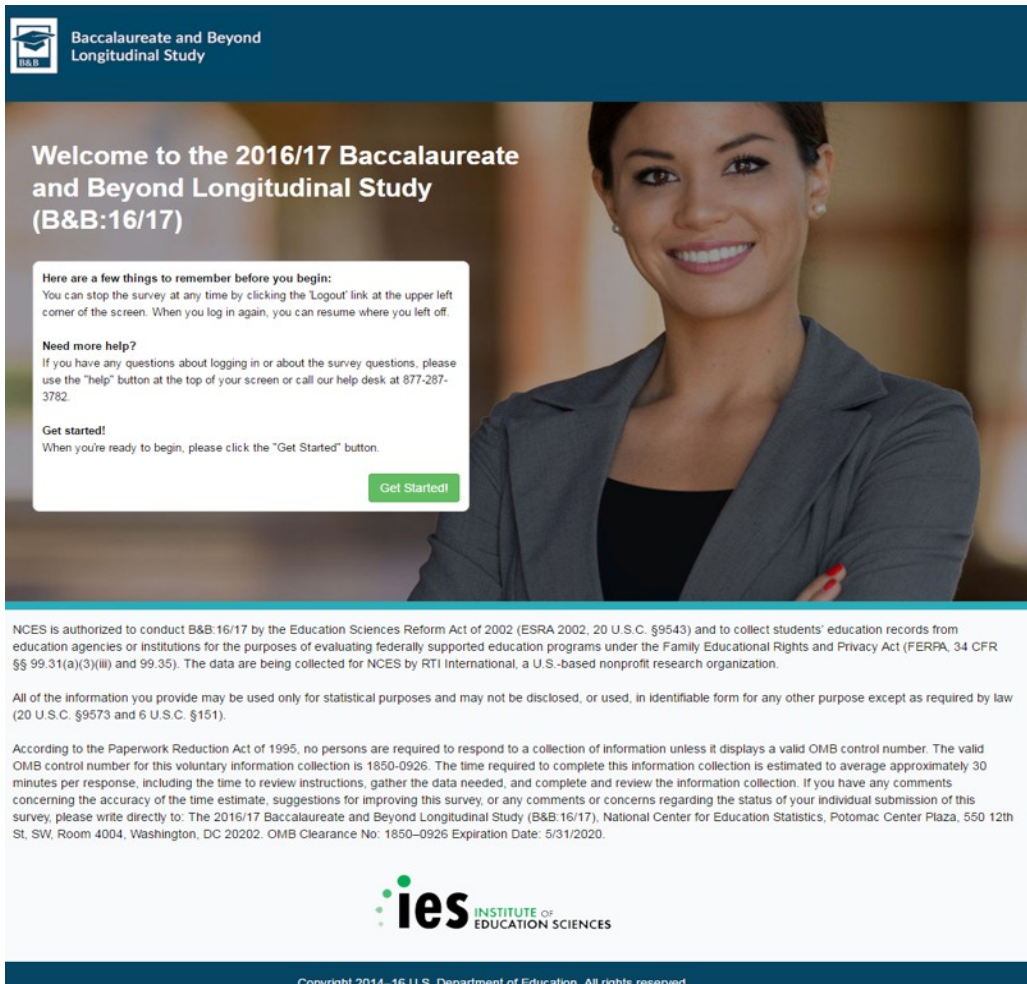 B&B
Baccalaureate and Beyond
Longitudinal Study
Welcome to the 2016/17 Baccalaureate
and Beyond Longitudinal Study
(B&B:16/17)
Here are a few things to remember before you begin:
You can stop the survey at any time by clicking the 'Logout' link at the upper left
corner of the screen. When you log in again, you can resume where you left off.
Need more help?
If you have any questions about logging in or about the survey questions, please
use the "help" button at the top of your screen or call our help desk at 877-287-
3782.
Get started!
When you're ready to begin, please click the "Get Started" button.
Get Started!
NCES is authorized to conduct B&B:16/17 by the Education Sciences Reform Act of 2002 (ESRA 2002, 20 U.S.C. §9543) and to collect students' education records from
education agencies or institutions for the purposes of evaluating federally supported education programs under the Family Educational Rights and Privacy Act (FERPA, 34 CFR
§§ 99.31(a)(3)(iii) and 99.35). The data are being collected for NCES by RTI International, a U.S.-based nonprofit research organization.
All of the information you provide may be used only for statistical purposes and may not be disclosed, or used, in identifiable form for any other purpose except as required by law
(20 U.S.C. §9573 and 6 U.S.C. §151).
According to the Paperwork Reduction Act of 1995, no persons are required to respond to a collection of information unless it displays a valid OMB control number. The valid
OMB control number for this voluntary information collection is 1850-0926. The time required to complete this information collection is estimated to average approximately 30
minutes per response, including the time to review instructions, gather the data needed, and complete and review the information collection. If you have any comments
concerning the accuracy of the time estimate, suggestions for improving this survey, or any comments or concerns regarding the status of your individual submission of this
survey, please write directly to: The 2016/17 Baccalaureate and Beyond Longitudinal Study (B&B:16/17), National Center for Education Statistics, Potomac Center Plaza, 550 12th
St, SW, Room 4004, Washington, DC 20202. OMB Clearance No: 1850–0926 Expiration Date: 5/31/2020.
ies INSTITUTE OF
EDUCATION SCIENCES
Copyright 2014–16 U.S. Department of Education. All rights reserved.